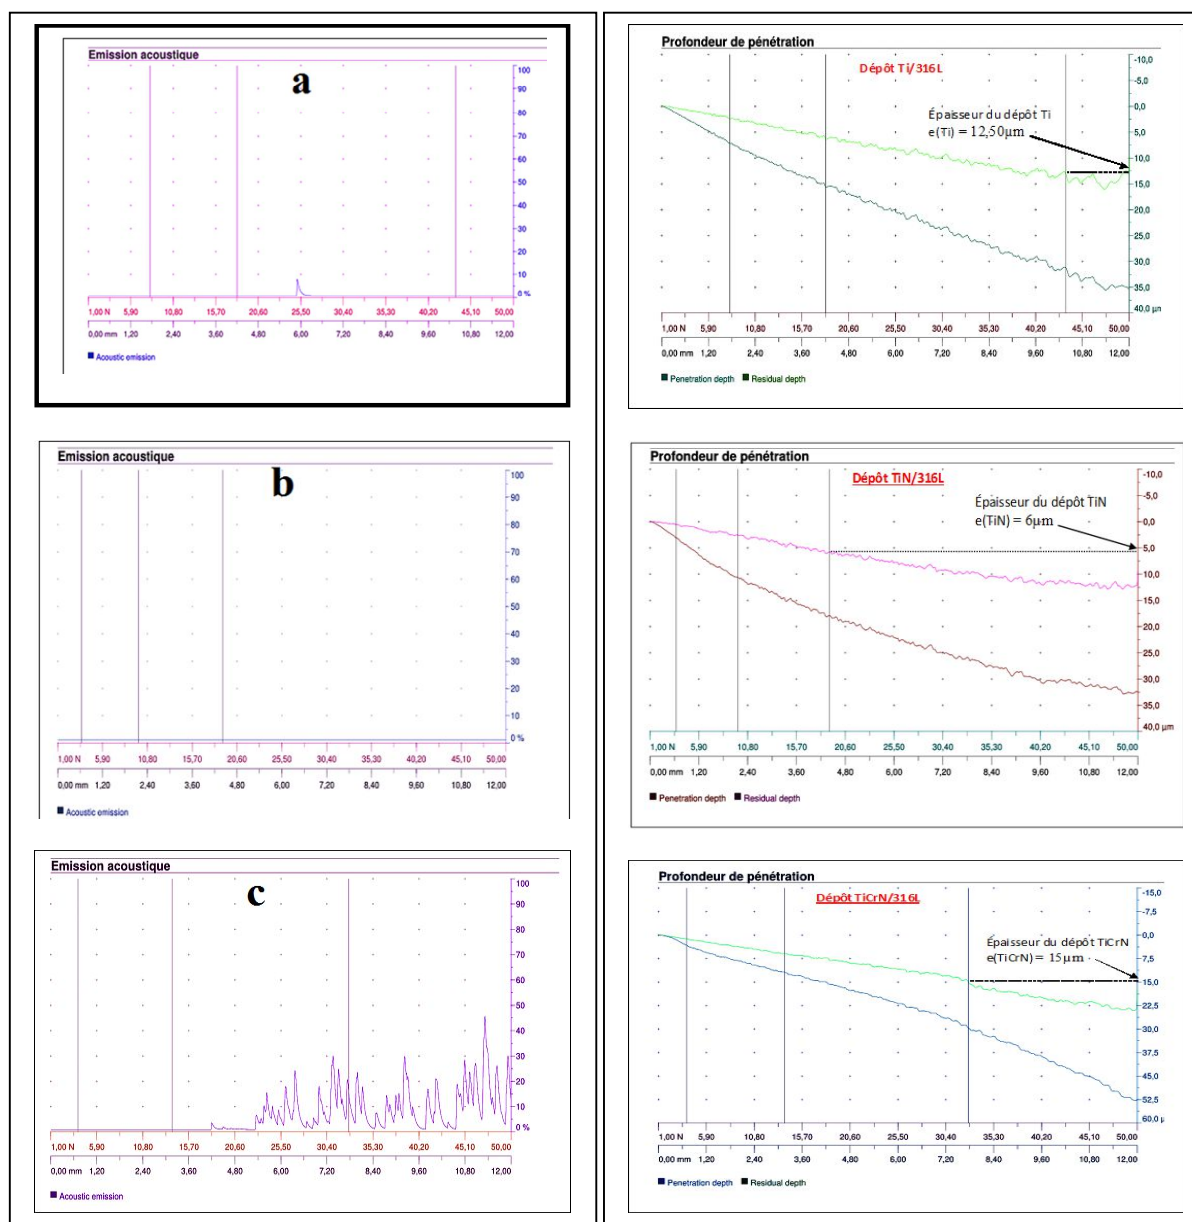 Emission acoustique
a
100
90
80
70
60
50
40
30
20
10
0 %
1,00 N 5,90 10,80 15,70 20,60 25,50 30,40 35,30 40,20 45,10 50,00
0,00 mm 1,20 2,40 3,60 4,80 6,00 7,20 8,40 9,60 10,80 12,00
Acoustic emission
Profondeur de pénétration
Dépôt Ti/316L
Épaisseur du dépôt Ti
e(Ti) = 12,50µm
-10,0
-5,0
0,0
5,0
10,0
15,0
20,0
25,0
30,0
35,0
40,0 µm
1,00 N 5,90 10,80 15,70 20,60 25,50 30,40 35,30 40,20 45,10 50,00
0,00 mm 1,20 2,40 3,60 4,80 6,00 7,20 8,40 9,60 10,80 12,00
Penetration depth Residual depth
Emission acoustique
b
100
90
80
70
60
50
40
30
20
10
0 %
1,00 N 5,90 10,80 15,70 20,60 25,50 30,40 35,30 40,20 45,10 50,00
0,00 mm 1,20 2,40 3,60 4,80 6,00 7,20 8,40 9,60 10,80 12,00
Acoustic emission
Profondeur de pénétration
Dépôt TiN/316L
Épaisseur du dépôt TiN
e(TiN) = 6µm
-10,0
-5,0
0,0
5,0
10,0
15,0
20,0
25,0
30,0
35,0
40,0 µm
1,00 N 5,90 10,80 15,70 20,60 25,50 30,40 35,30 40,20 45,10 50,00
0,00 mm 1,20 2,40 3,60 4,80 6,00 7,20 8,40 9,60 10,80 12,00
Penetration depth Residual depth
Emission acoustique
c
100
90
80
70
60
50
40
30
20
10
0 %
1,00 N 5,90 10,80 15,70 20,60 25,50 30,40 35,30 40,20 45,10 50,00
0,00 mm 1,20 2,40 3,60 4,80 6,00 7,20 8,40 9,60 10,80 12,00
Acoustic emission
Profondeur de pénétration
Dépôt TiCrN/316L
Épaisseur du dépôt TiCrN
e(TiCrN) = 15µm
-15,0
-7,5
0,0
7,5
15,0
22,5
30,0
37,5
45,0
52,5
60,0 µ
1,00 N 5,90 10,80 15,70 20,60 25,50 30,40 35,30 40,20 45,10 50,00
0,00 mm 1,20 2,40 3,60 4,80 6,00 7,20 8,40 9,60 10,80 12,00
Penetration depth Residual depth